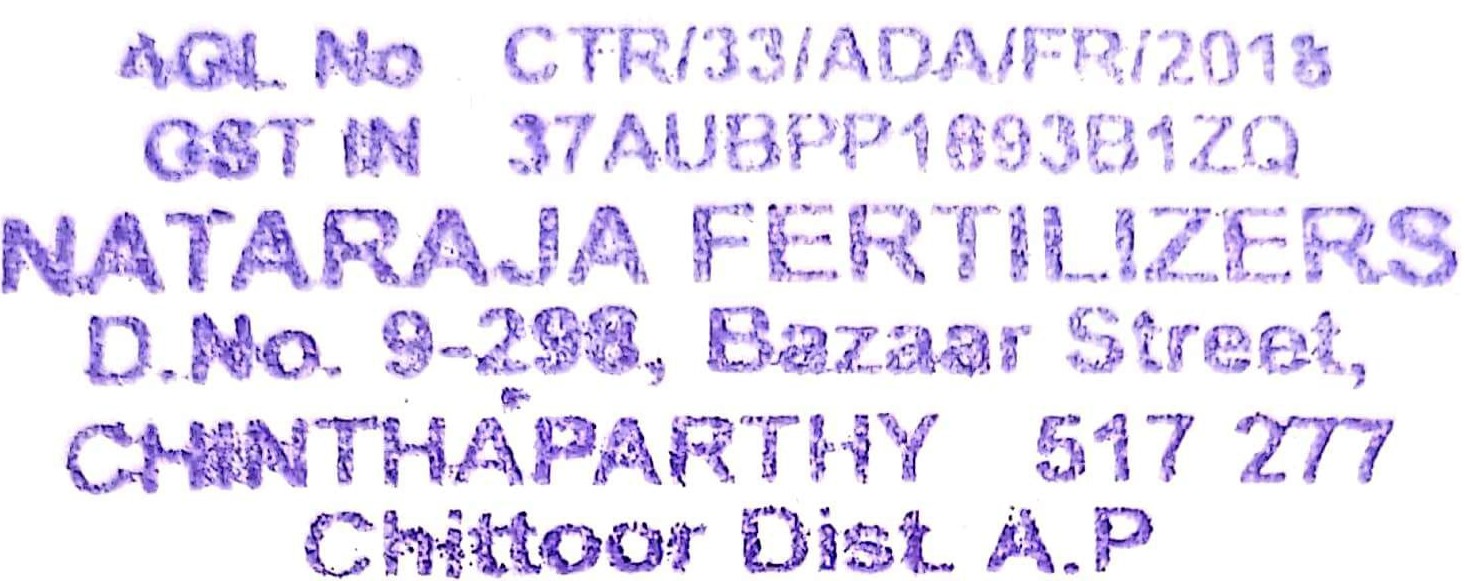 AGL No CTR/33/ADA/FR/2018
GST IN 37AUBPP1693B1ZQ
NATARAJA FERTILIZERS
D.No. 9-298, Bazaar Street,
CHINTHAPARTHY 517 277
Chittoor Dist. A.P